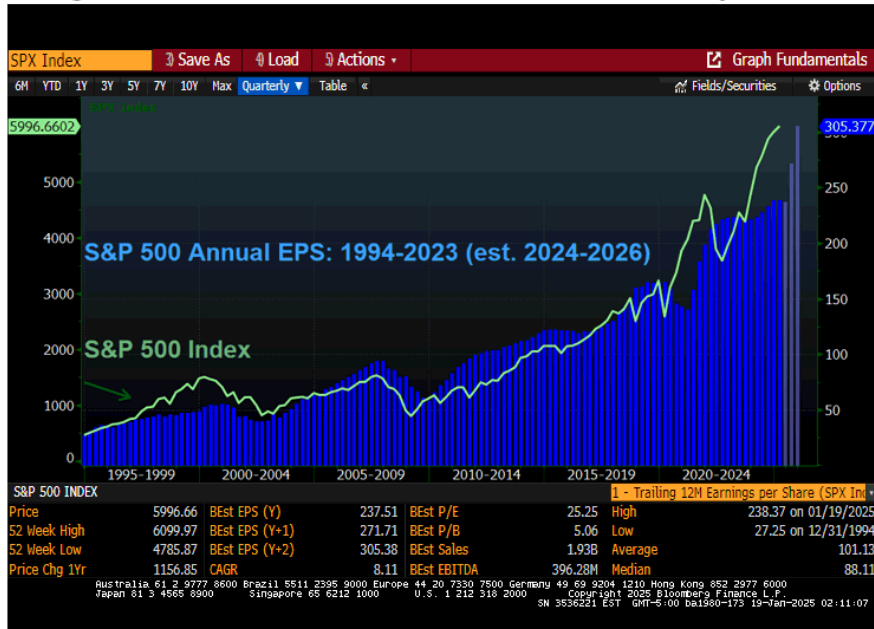 SPX Index 3) Save As 4) Load 5) Actions Graph Fundamentals
6M YTD 1Y 3Y 5Y 7Y 10Y Max Quarterly ▼ Table « Fields/Securities Options
EPS Index
5996.6602 305.377
300
5000 250
4000 200
S&P 500 Annual EPS: 1994-2023 (est. 2024-2026)
3000 150
2000 100
S&P 500 Index
1000 50
0
1995-1999 2000-2004 2005-2009 2010-2014 2015-2019 2020-2024
S&P 500 INDEX 1 - Trailing 12M Earnings per Share (SPX Ind
Price 5996.66 BEst EPS (Y) 237.51 BEst P/E 25.25 High 238.37 on 01/19/2025
52 Week High 6099.97 BEst EPS (Y+1) 271.71 BEst P/B 5.06 Low 27.25 on 12/31/1994
52 Week Low 4785.87 BEst EPS (Y+2) 305.38 BEst Sales 1.93B Average 101.13
Price Chg 1Yr 1156.85 CAGR 8.11 BEst EBITDA 396.28M Median 88.11
Australia 61 2 9777 8600 Brazil 5511 2395 9000 Europe 44 20 7330 7500 Germany 49 69 9204 1210 Hong Kong 852 2977 6000
Japan 81 3 4565 8900 Singapore 65 6212 1000 U.S. 1 212 318 2000 Copyright 2025 Bloomberg Finance L.P.
SN 3536221 EST GMT-5:00 ba1980-173 19-Jan-2025 02:11:07